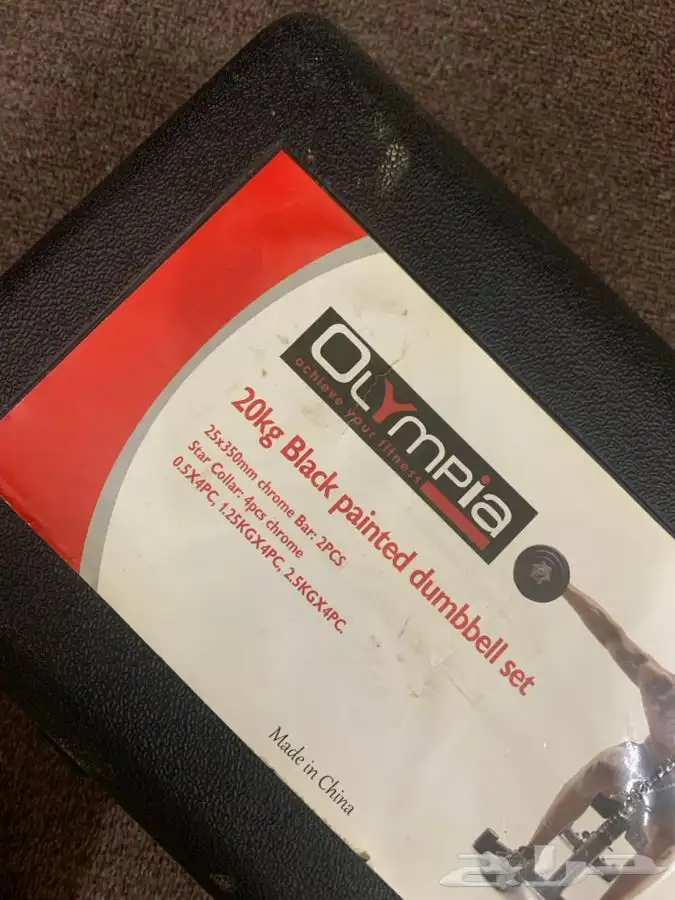 OLYMPia
achieve your fitness
20kg Black painted dumbbell set
25x350mm chrome Bar: 2PCS
Star Collar: 4pcs chrome
0.5X4PC, 1.25KGX4PC, 2.5KGX4PC.
Made in China
حراج